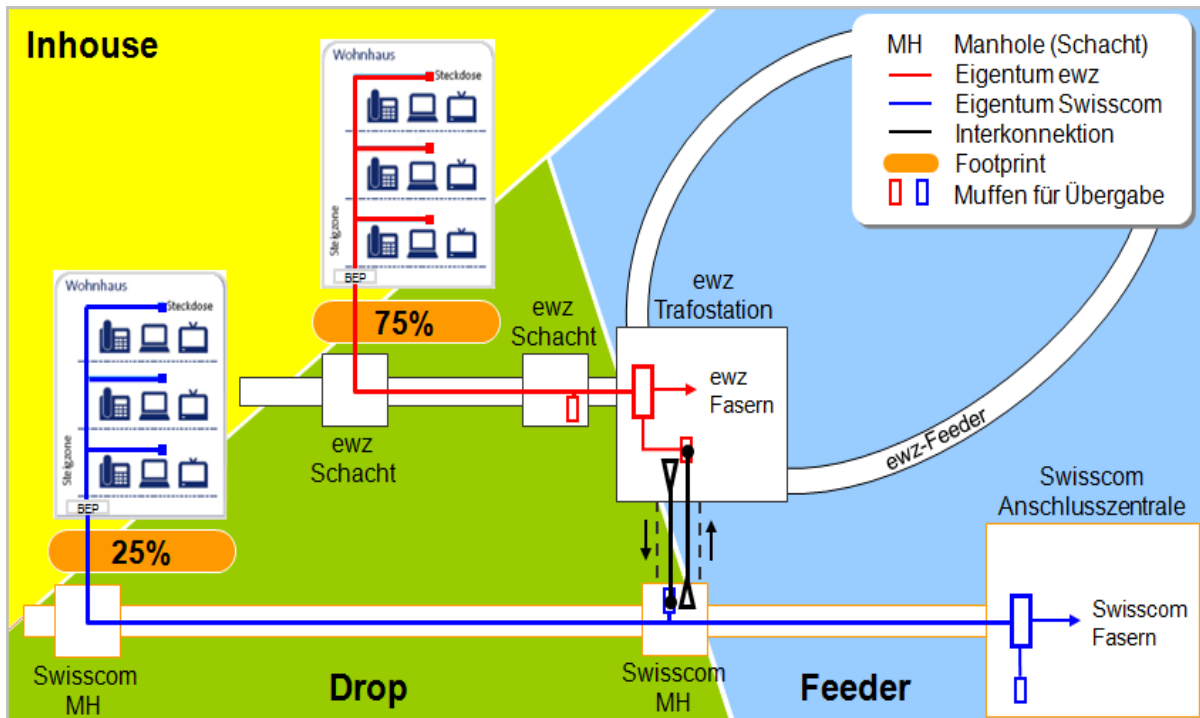 Inhouse
Wohnhaus
Steckdose
Steigzone
BEP
75%
Wohnhaus
Steckdose
Steigzone
BEP
25%
MH Manhole (Schacht)
Eigentum ewz
Eigentum Swisscom
Interkonnektion
Footprint
Muffen für Übergabe
ewz
Schacht
ewz
Schacht
ewz
Trafostation
ewz
Fasern
ewz-Feeder
Swisscom
Anschlusszentrale
Swisscom
Fasern
Swisscom
MH
Drop
Swisscom
MH
Feeder